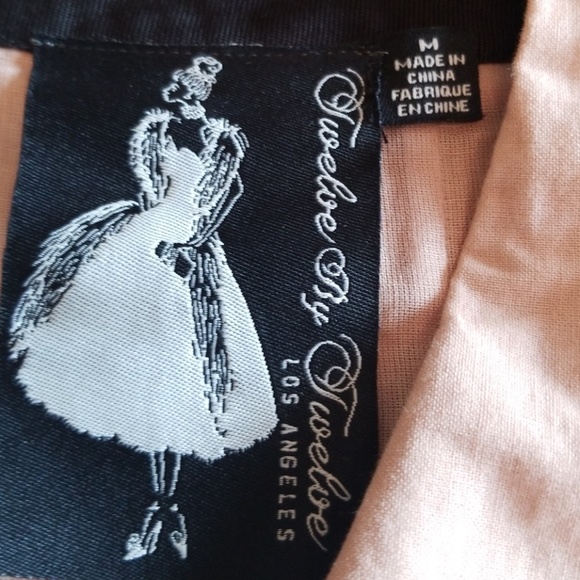 Twelve By Twelve
LOS ANGELES
M
MADE IN
CHINA
FABRIQUE
EN CHINE